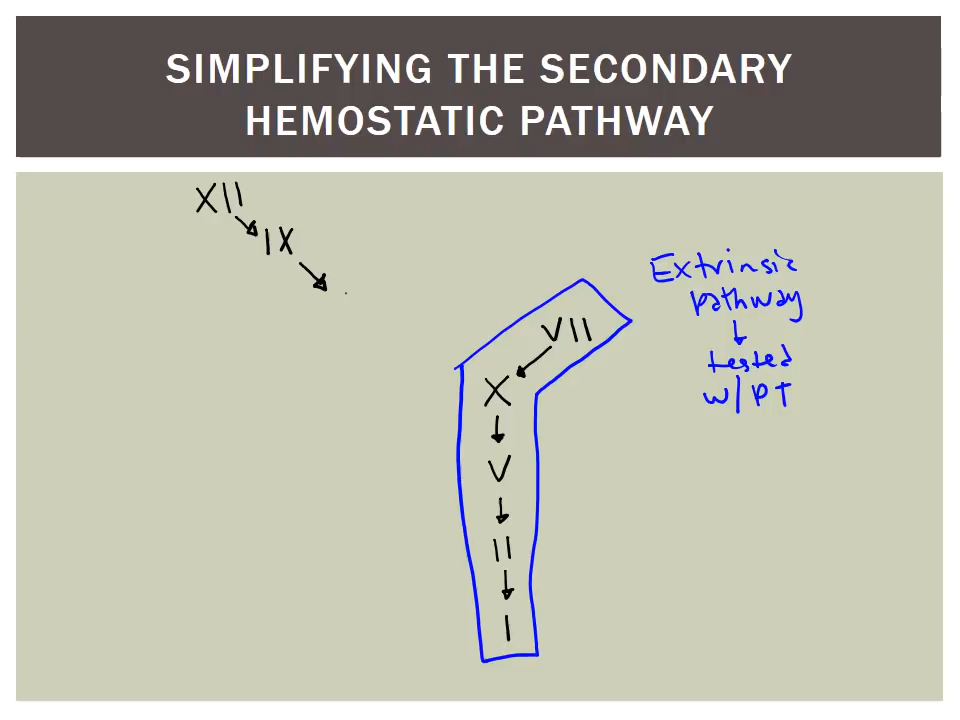 SIMPLIFYING THE SECONDARY
HEMOSTATIC PATHWAY
XII
IX
VII
X
V
II
I
Extrinsic
pathway
tested
w/ PT